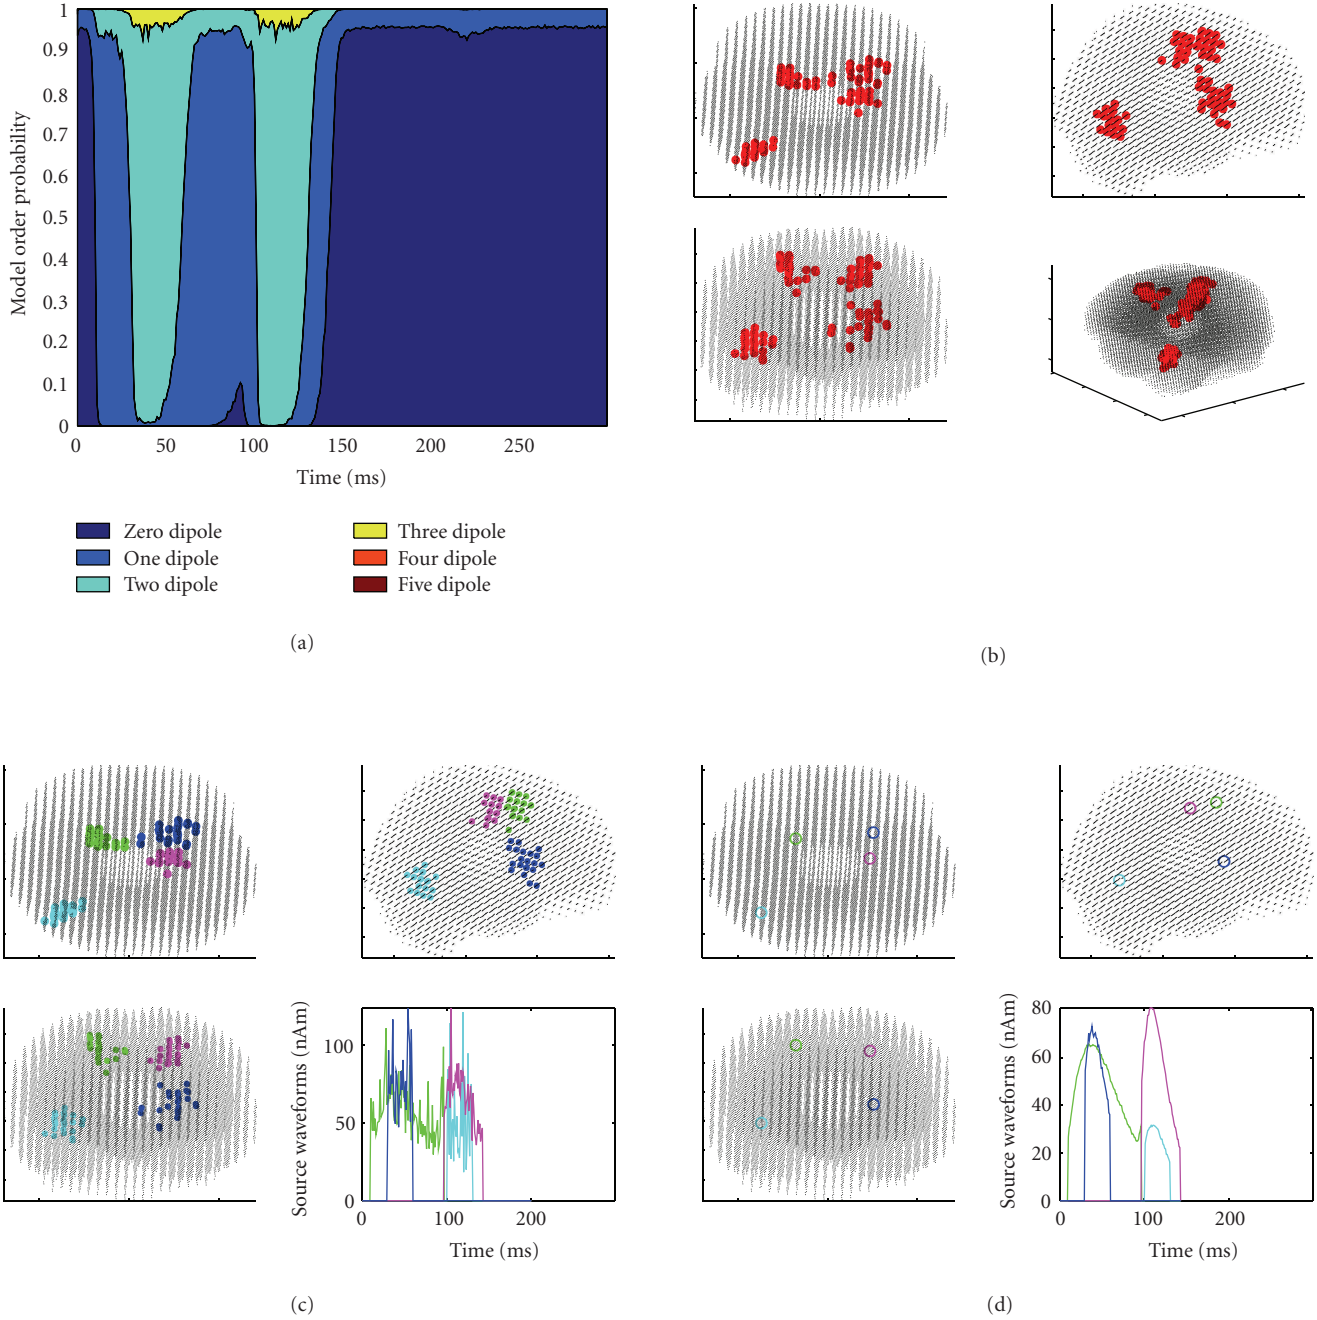 1
0.9
0.8
0.7
0.6
0.5
0.4
0.3
0.2
0.1
0
Model order probability
0 50 100 150 200 250
Time (ms)
Zero dipole
One dipole
Two dipole
Three dipole
Four dipole
Five dipole
(a)
(b)
100
50
0
Source waveforms (nAm)
0 100 200
Time (ms)
(c)
80
60
40
20
0
Source waveforms (nAm)
0 100 200
Time (ms)
(d)